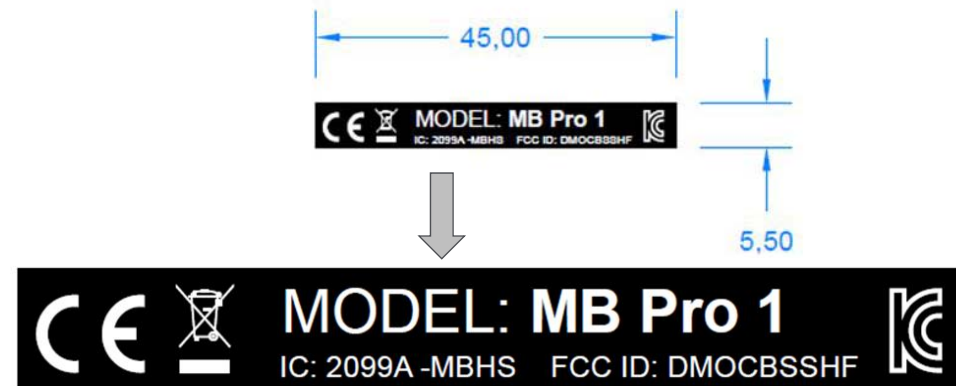 45,00
CE MODEL: MB Pro 1
IC: 2099A -MBHS FCC ID: DMOCBSSHF
5,50
CE MODEL: MB Pro 1
IC: 2099A -MBHS FCC ID: DMOCBSSHF